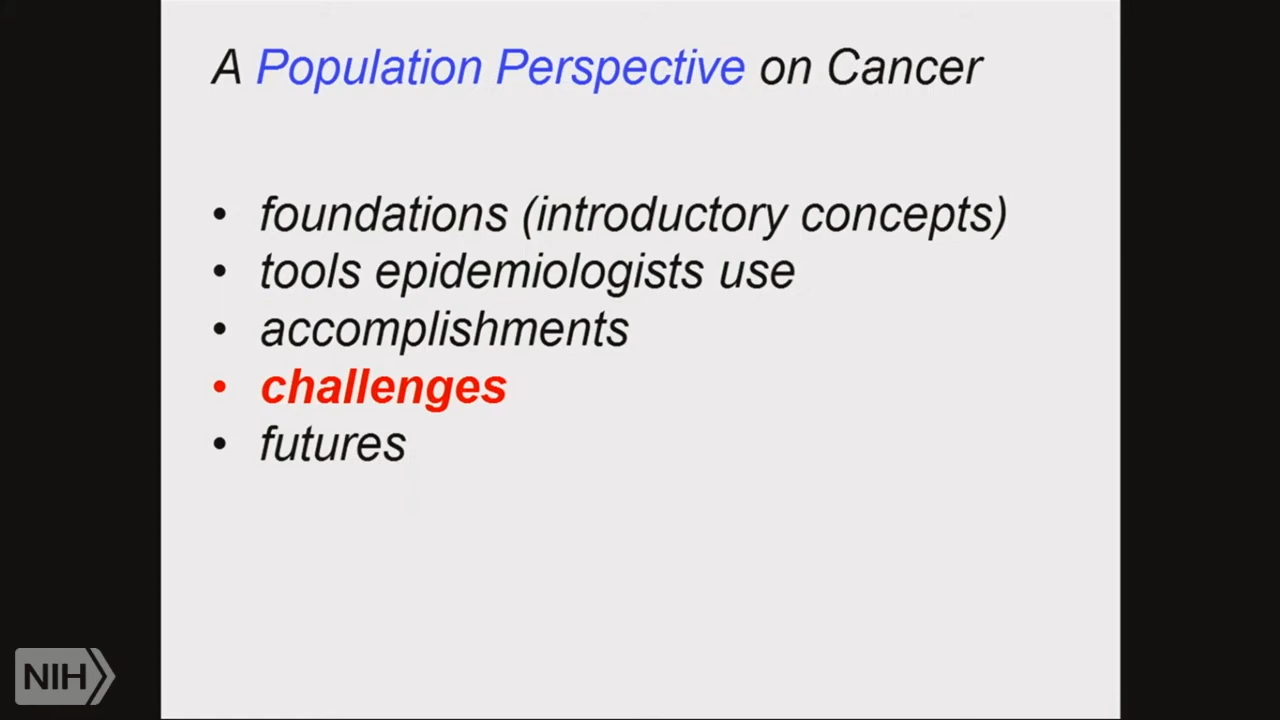 A Population Perspective on Cancer
• foundations (introductory concepts)
• tools epidemiologists use
• accomplishments
• challenges
• futures
NIH